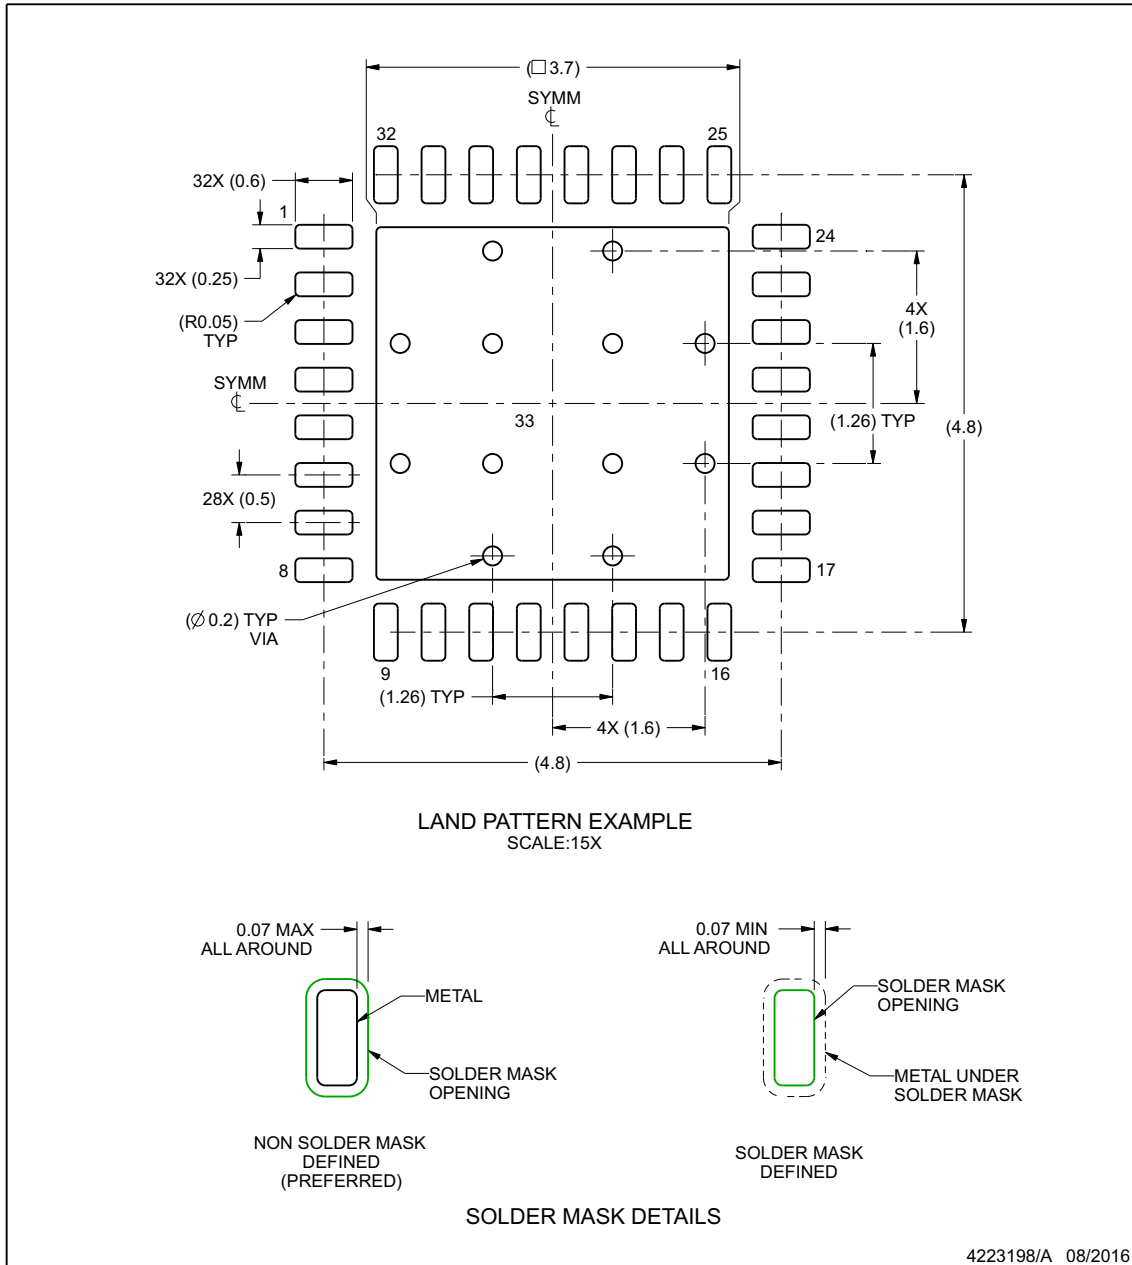 (□ 3.7)
SYMM
℄
32
25
32X (0.6)
1
24
32X (0.25)
4X
(1.6)
(R0.05)
TYP
SYMM
℄
33
(1.26) TYP
(4.8)
28X (0.5)
8
17
(∅ 0.2) TYP
VIA
9
16
(1.26) TYP
4X (1.6)
(4.8)
LAND PATTERN EXAMPLE
SCALE:15X
0.07 MAX
ALL AROUND
METAL
SOLDER MASK
OPENING
NON SOLDER MASK
DEFINED
(PREFERRED)
0.07 MIN
ALL AROUND
SOLDER MASK
OPENING
METAL UNDER
SOLDER MASK
SOLDER MASK
DEFINED
SOLDER MASK DETAILS
4223198/A 08/2016